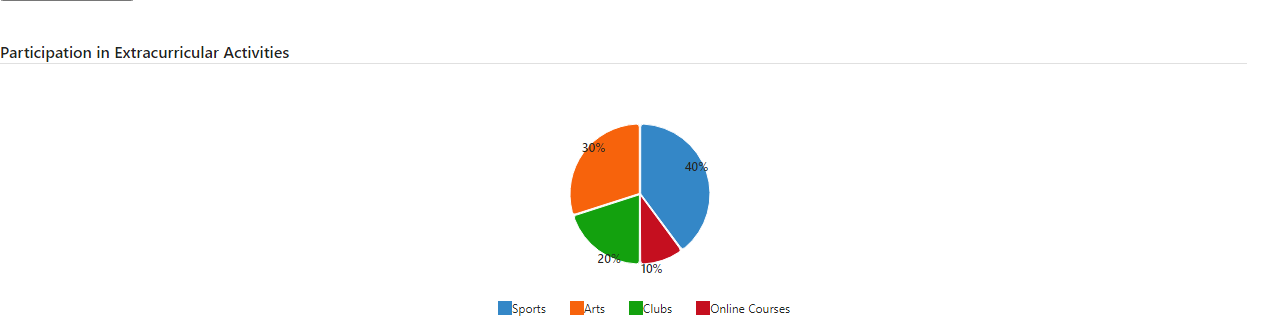 Participation in Extracurricular Activities
30%
40%
20%
10%
Sports Arts Clubs Online Courses